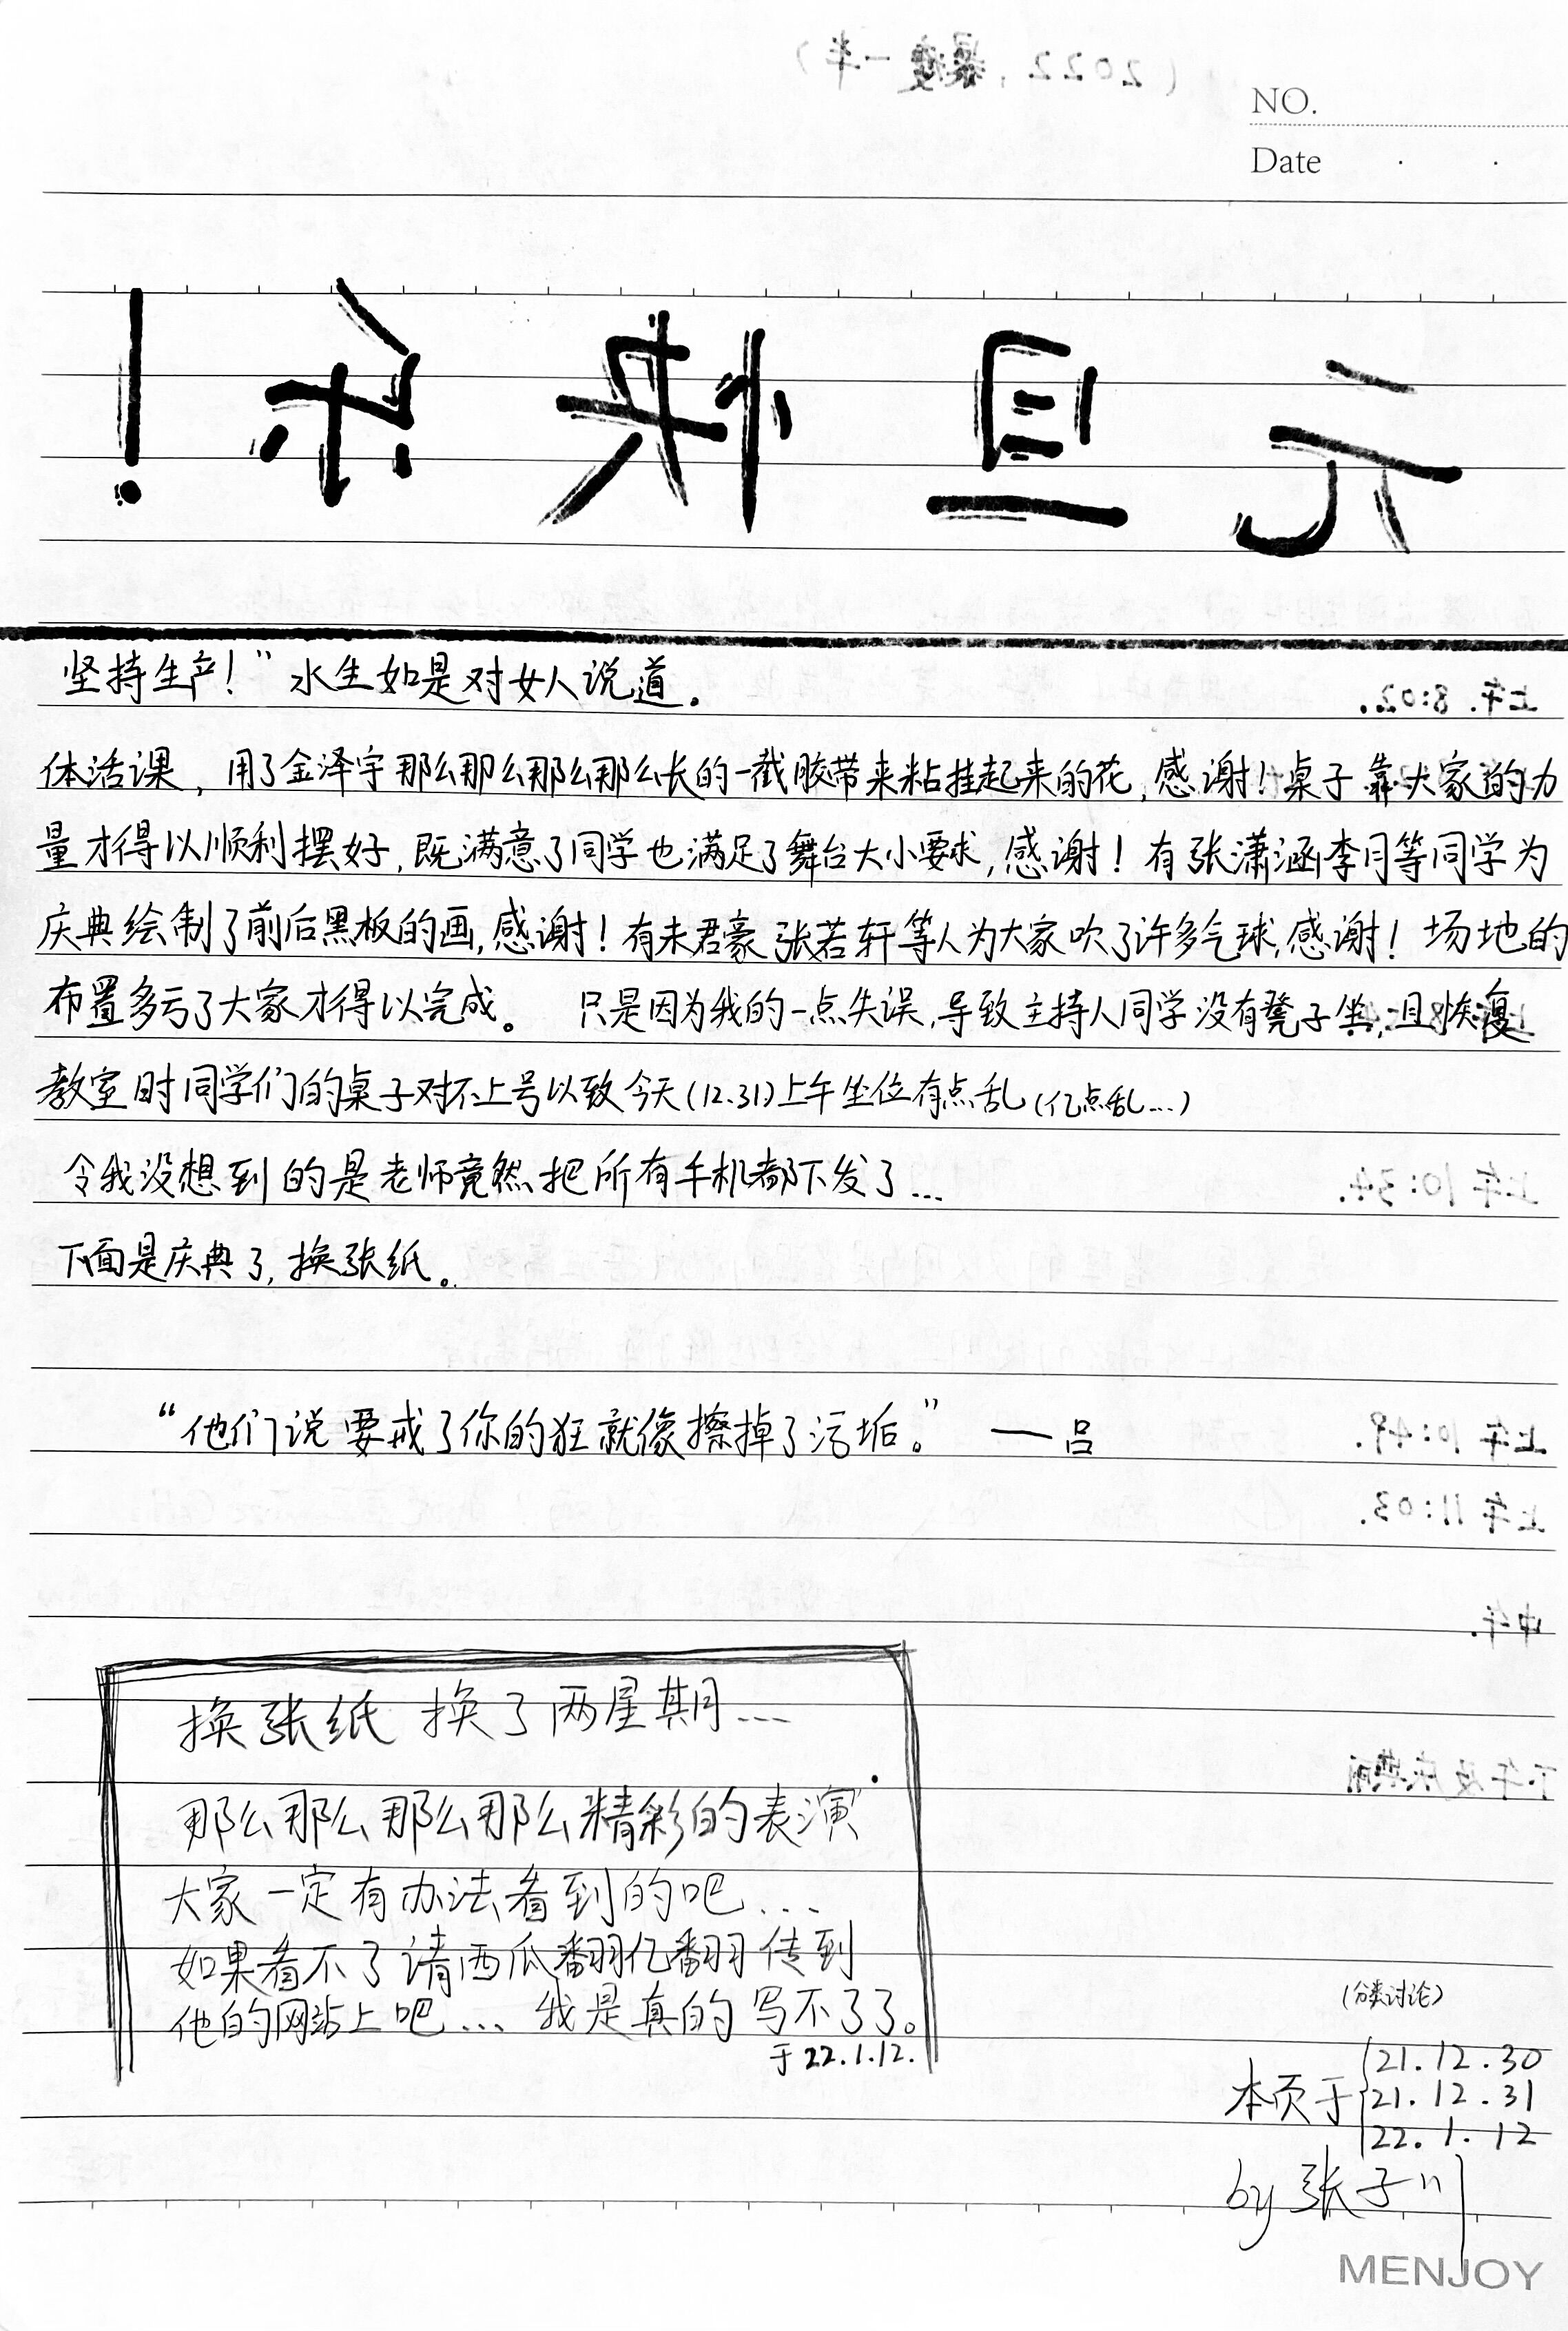 (2022,暴瘦一半)
NO.
Date
元旦快乐!
坚持生产!”水生如是对女人说道。
上午.8:02.
体活课,用了金泽宇那么那么那么那么长的一截胶带来粘挂起来的花,感谢!桌子靠大家的力
量才得以顺利摆好,既满意了同学也满足了舞台大小要求,感谢!有张潇涵李月等同学为
庆典绘制了前后黑板的画,感谢!有未君豪张若轩等人为大家吹了许多气球,感谢!场地的
布置多亏了大家才得以完成。 只是因为我的一点失误,导致主持人同学没有凳子坐,且恢复
教室时同学们的桌子对不上号以致今天(12.31)上午坐位有点乱(亿点乱...)
令我没想到的是老师竟然把所有手机都下发了...
上午10:34.
下面是庆典了,换张纸。
“他们说要戒了你的狂就像擦掉了污垢。” ——吕
上午10:49.
上午11:03.
中午.
换张纸换了两星期...
下午及庆典前
那么那么那么那么精彩的表演
大家一定有办法看到的吧...
如果看不了请西瓜翻亿翻传到
他的网站上吧... 我是真的写不了了。
于22.1.12.
(分类讨论)
本页于{21.12.30
21.12.31
22.1.12
by 张子川
MENJOY